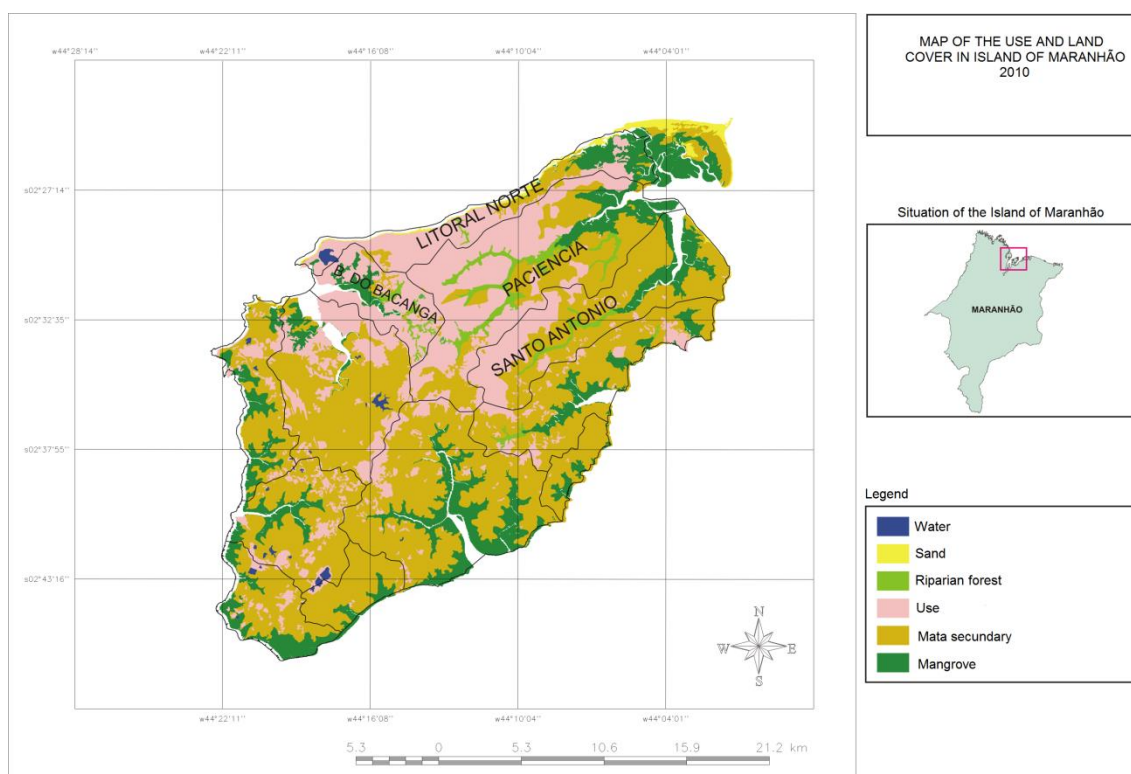 w44°28'14'' w44°22'11'' w44°16'08'' w44°10'04'' w44°04'01''
MAP OF THE USE AND LAND
COVER IN ISLAND OF MARANHÃO
2010
s02°27'14''
s02°32'35''
s02°37'55''
s02°43'16''
LITORAL NORTE
B. DO BACANGA
PACIENCIA
SANTO ANTONIO
N
W E
S
w44°22'11'' w44°16'08'' w44°10'04'' w44°04'01''
5.3 0 5.3 10.6 15.9 21.2 km
Situation of the Island of Maranhão
MARANHÃO
Legend
Water
Sand
Riparian forest
Use
Mata secundary
Mangrove